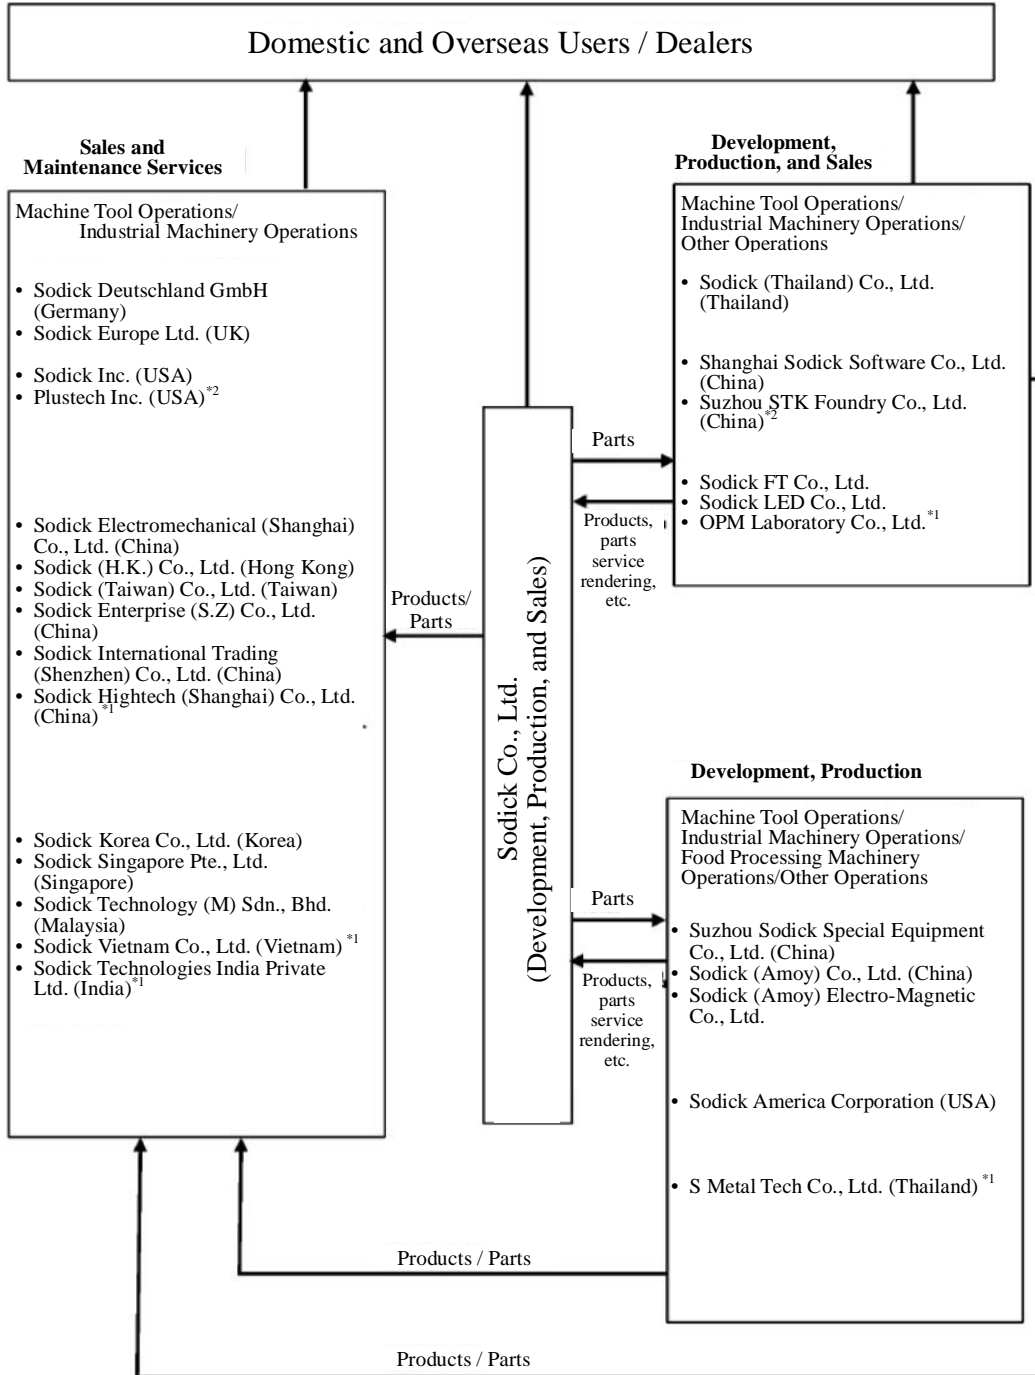 Domestic and Overseas Users / Dealers
Sales and
Maintenance Services
Machine Tool Operations/
Industrial Machinery Operations
• Sodick Deutschland GmbH
(Germany)
• Sodick Europe Ltd. (UK)
• Sodick Inc. (USA)
• Plustech Inc. (USA)*2
• Sodick Electromechanical (Shanghai)
Co., Ltd. (China)
• Sodick (H.K.) Co., Ltd. (Hong Kong)
• Sodick (Taiwan) Co., Ltd. (Taiwan)
• Sodick Enterprise (S.Z) Co., Ltd.
(China)
• Sodick International Trading
(Shenzhen) Co., Ltd. (China)
• Sodick Hightech (Shanghai) Co., Ltd.
(China) *1
• Sodick Korea Co., Ltd. (Korea)
• Sodick Singapore Pte., Ltd.
(Singapore)
• Sodick Technology (M) Sdn., Bhd.
(Malaysia)
• Sodick Vietnam Co., Ltd. (Vietnam) *1
• Sodick Technologies India Private
Ltd. (India)*1
Products/
Parts
Sodick Co., Ltd.
(Development, Production, and Sales)
Parts
Products,
parts
service
rendering,
etc.
Development,
Production, and Sales
Machine Tool Operations/
Industrial Machinery Operations/
Other Operations
• Sodick (Thailand) Co., Ltd.
(Thailand)
• Shanghai Sodick Software Co., Ltd.
(China)
• Suzhou STK Foundry Co., Ltd.
(China)*2
• Sodick FT Co., Ltd.
• Sodick LED Co., Ltd.
• OPM Laboratory Co., Ltd.*1
Parts
Products,
parts
service
rendering,
etc.
Development, Production
Machine Tool Operations/
Industrial Machinery Operations/
Food Processing Machinery
Operations/Other Operations
• Suzhou Sodick Special Equipment
Co., Ltd. (China)
• Sodick (Amoy) Co., Ltd. (China)
• Sodick (Amoy) Electro-Magnetic
Co., Ltd.
• Sodick America Corporation (USA)
• S Metal Tech Co., Ltd. (Thailand) *1
Products / Parts
Products / Parts